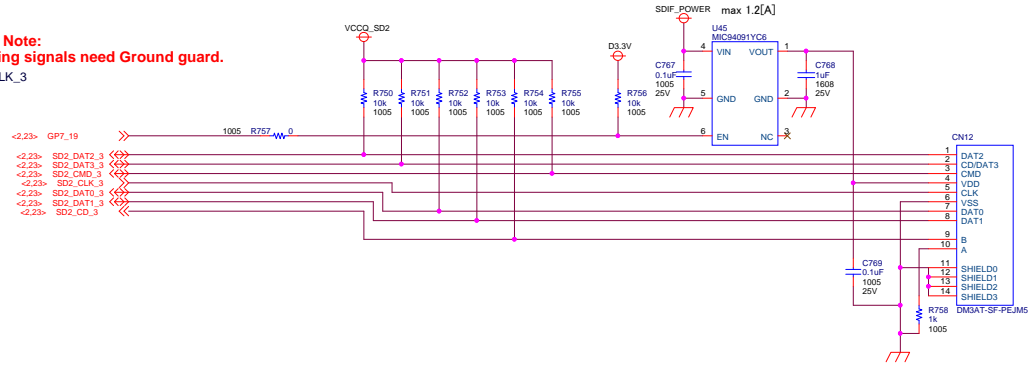 SDIF_POWER max 1.2[A]
Note:
ing signals need Ground guard.
LK_3
VCCQ_SD2
D3.3V
U45
MIC94091YC6
4 VIN VOUT 1
5 GND GND 2
6 EN NC 3
C767
0.1uF
1005
25V
C768
1uF
1608
25V
R750
10k
1005
R751
10k
1005
R752
10k
1005
R753
10k
1005
R754
10k
1005
R755
10k
1005
R756
10k
1005
<2,23> GP7_19
1005 R757 0
<2,23> SD2_DAT2_3
<2,23> SD2_DAT3_3
<2,23> SD2_CMD_3
<2,23> SD2_CLK_3
<2,23> SD2_DAT0_3
<2,23> SD2_DAT1_3
<2,23> SD2_CD_3
CN12
1 DAT2
2 CD/DAT3
3 CMD
4 VDD
5 CLK
6 VSS
7 DAT0
8 DAT1
9 B
10 A
11 SHIELD0
12 SHIELD1
13 SHIELD2
14 SHIELD3
DM3AT-SF-PEJM5
C769
0.1uF
1005
25V
R758
1k
1005